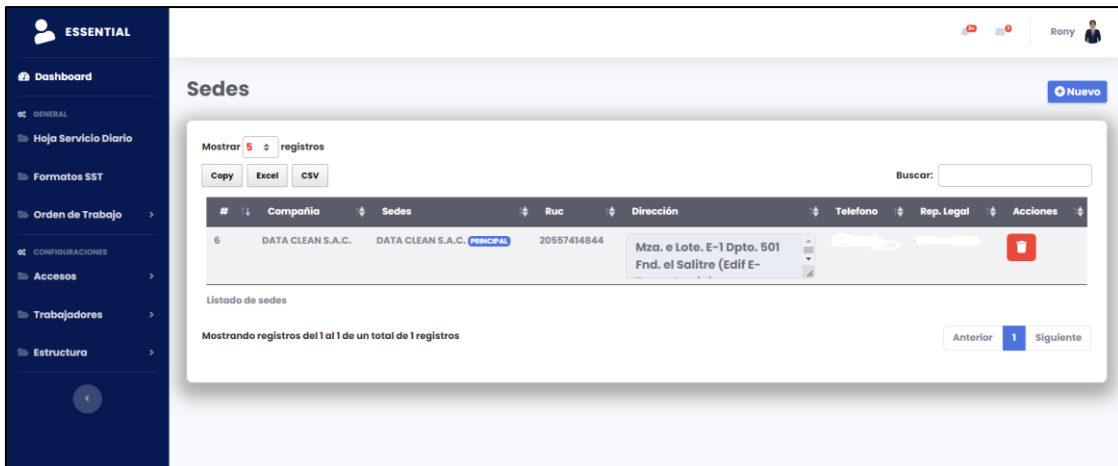 ESSENTIAL
3+
7
Rony
Dashboard
Sedes
Nuevo
GENERAL
Hoja Servicio Diario
Formatos SST
Orden de Trabajo
CONFIGURACIONES
Accesos
Trabajadores
Estructura
Mostrar 5 registros
Copy Excel CSV
Buscar:
# Compañia Sedes Ruc Dirección Telefono Rep. Legal Acciones
6 DATA CLEAN S.A.C. DATA CLEAN S.A.C. PRINCIPAL 20557414844 Mza. e Lote. E-1 Dpto. 501
Fnd. el Salitre (Edif E-
Listado de sedes
Mostrando registros del 1 al 1 de un total de 1 registros
Anterior 1 Siguiente